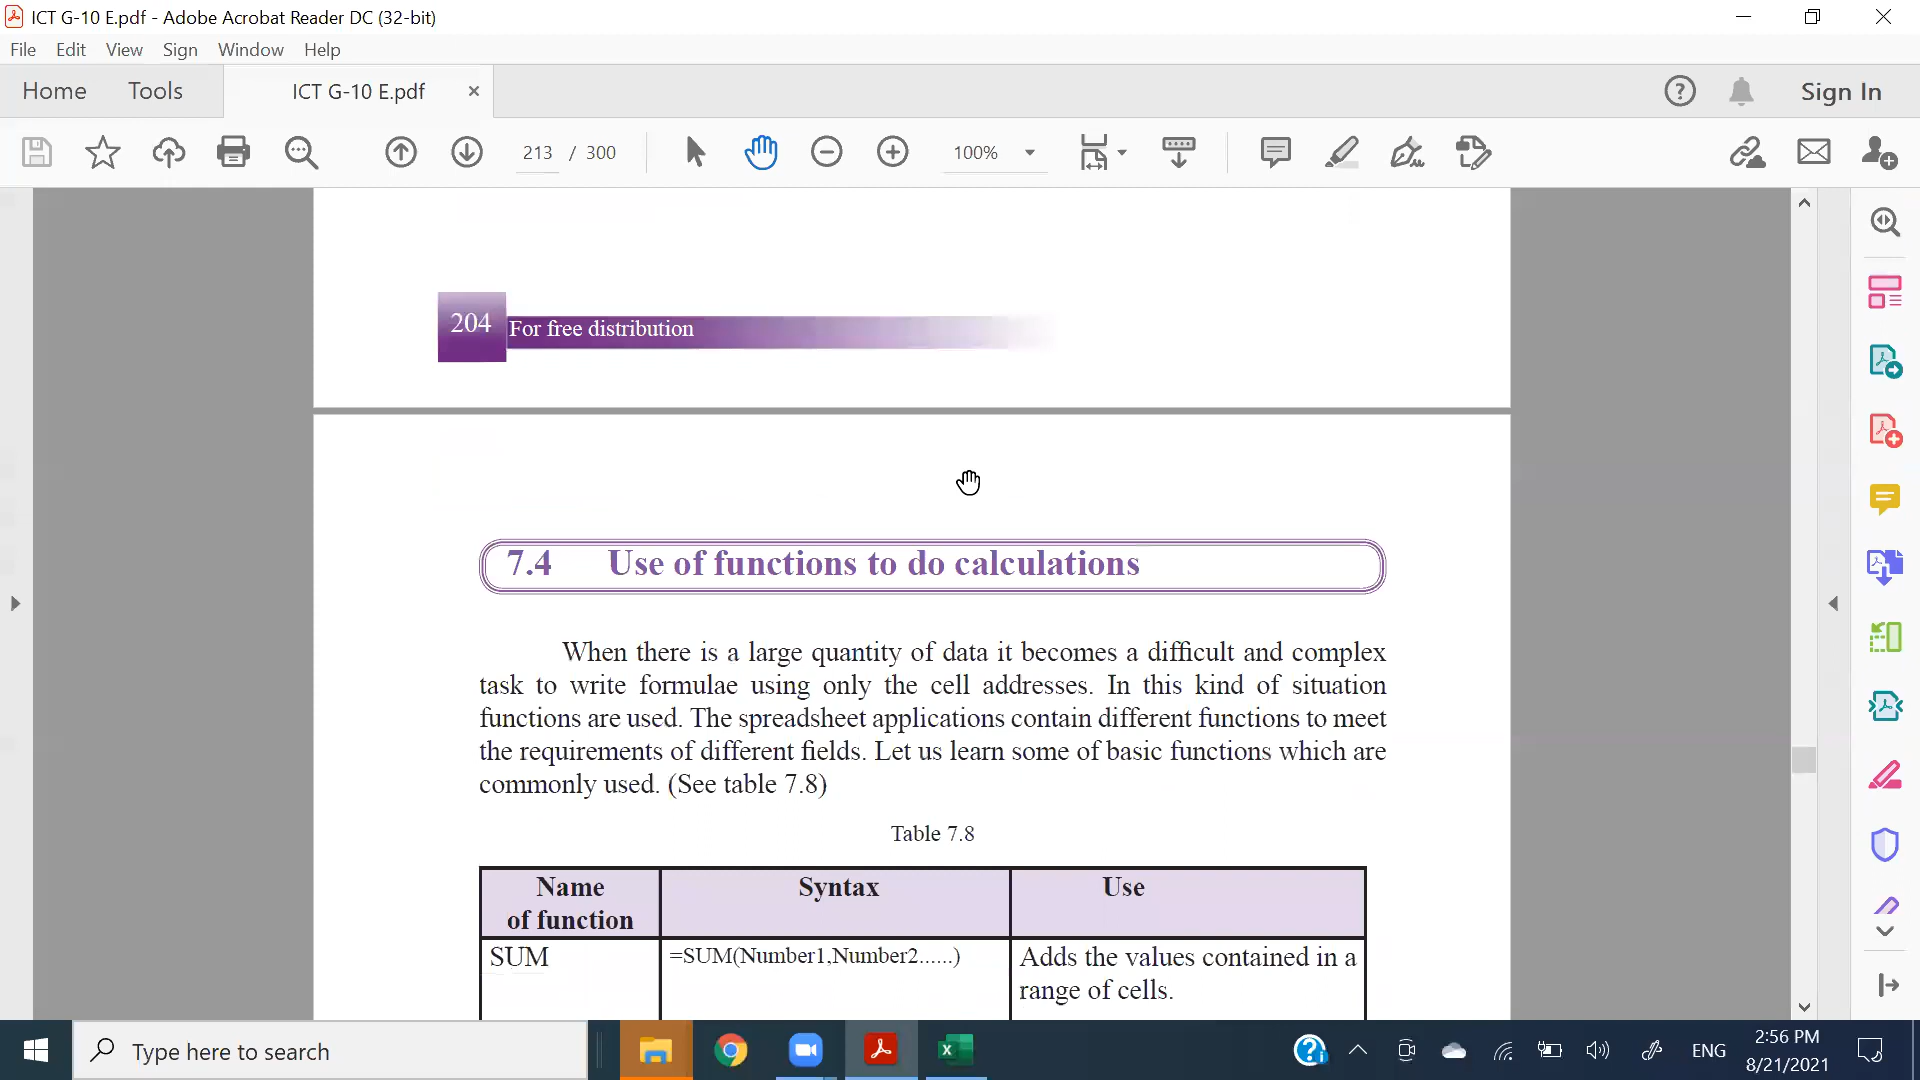 ICT G-10 E.pdf - Adobe Acrobat Reader DC (32-bit)
File Edit View Sign Window Help
Home Tools ICT G-10 E.pdf × Sign In
213 / 300 100%
204 For free distribution
7.4 Use of functions to do calculations
When there is a large quantity of data it becomes a difficult and complex
task to write formulae using only the cell addresses. In this kind of situation
functions are used. The spreadsheet applications contain different functions to meet
the requirements of different fields. Let us learn some of basic functions which are
commonly used. (See table 7.8)
Table 7.8
Name of function Syntax Use
SUM =SUM(Number1,Number2......) Adds the values contained in a
range of cells.
Type here to search
ENG
2:56 PM
8/21/2021